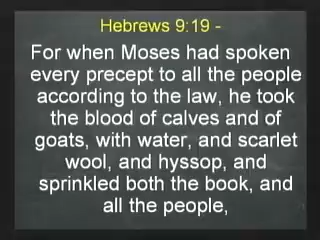 Hebrews 9:19 -
For when Moses had spoken
every precept to all the people
according to the law, he took
the blood of calves and of
goats, with water, and scarlet
wool, and hyssop, and
sprinkled both the book, and
all the people,